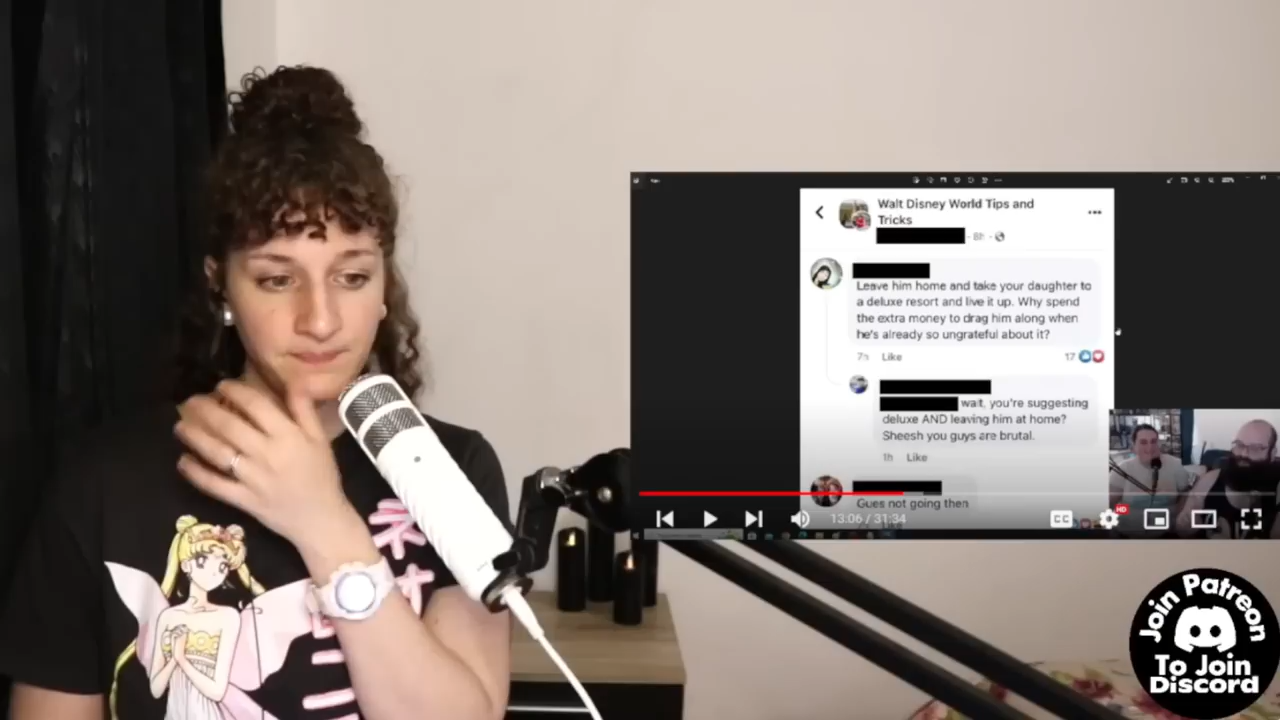 Walt Disney World Tips and
Tricks
8h
Leave him home and take your daughter to
a deluxe resort and live it up. Why spend
the extra money to drag him along when
he's already so ungrateful about it?
Like
17
wait, you're suggesting
deluxe AND leaving him at home?
Sheesh you guys are brutal.
1h Like
Gues not going then
13:06 / 31:34
CC
HD
ネ
Join Patreon
To Join
Discord